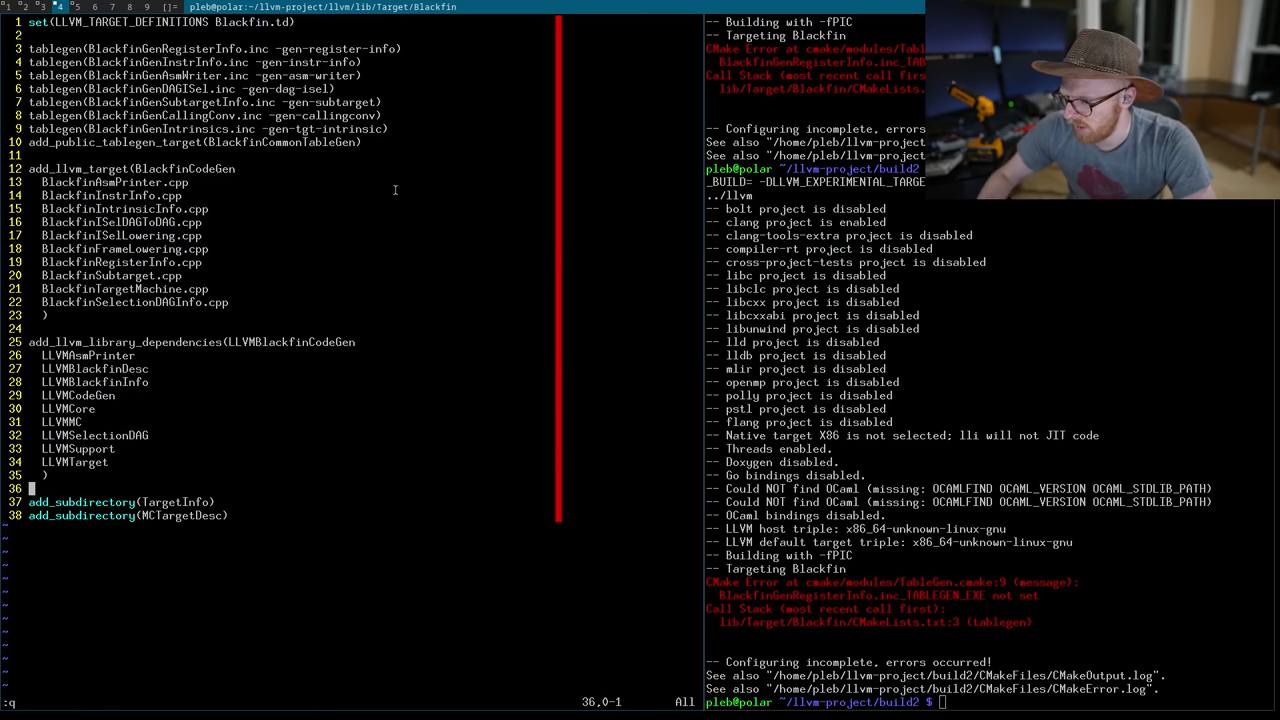 1 2 3 4 5 6 7 8 9 []= pleb@polar:~/llvm-project/llvm/lib/Target/Blackfin
1 set(LLVM_TARGET_DEFINITIONS Blackfin.td)
2
3 tablegen(BlackfinGenRegisterInfo.inc -gen-register-info)
4 tablegen(BlackfinGenInstrInfo.inc -gen-instr-info)
5 tablegen(BlackfinGenAsmWriter.inc -gen-asm-writer)
6 tablegen(BlackfinGenDAGISel.inc -gen-dag-isel)
7 tablegen(BlackfinGenSubtargetInfo.inc -gen-subtarget)
8 tablegen(BlackfinGenCallingConv.inc -gen-callingconv)
9 tablegen(BlackfinGenIntrinsics.inc -gen-tgt-intrinsic)
10 add_public_tablegen_target(BlackfinCommonTableGen)
11
12 add_llvm_target(BlackfinCodeGen
13 BlackfinAsmPrinter.cpp
14 BlackfinInstrInfo.cpp
15 BlackfinIntrinsicInfo.cpp
16 BlackfinISelDAGToDAG.cpp
17 BlackfinISelLowering.cpp
18 BlackfinFrameLowering.cpp
19 BlackfinRegisterInfo.cpp
20 BlackfinSubtarget.cpp
21 BlackfinTargetMachine.cpp
22 BlackfinSelectionDAGInfo.cpp
23 )
24
25 add_llvm_library_dependencies(LLVMBlackfinCodeGen
26 LLVMAsmPrinter
27 LLVMBlackfinDesc
28 LLVMBlackfinInfo
29 LLVMCodeGen
30 LLVMCore
31 LLVMMC
32 LLVMSelectionDAG
33 LLVMSupport
34 LLVMTarget
35 )
36
37 add_subdirectory(TargetInfo)
38 add_subdirectory(MCTargetDesc)
~
~
~
~
~
~
~
~
~
~
~
~
~
:q 36,0-1 All
-- Building with -fPIC
-- Targeting Blackfin
CMake Error at cmake/modules/Tabl
BlackfinGenRegisterInfo.inc_TAB
Call Stack (most recent call firs
lib/Target/Blackfin/CMakeLists.
-- Configuring incomplete, errors
See also "/home/pleb/llvm-project
See also "/home/pleb/llvm-project
pleb@polar ~/llvm-project/build2
_BUILD= -DLLVM_EXPERIMENTAL_TARGE
../llvm
-- bolt project is disabled
-- clang project is enabled
-- clang-tools-extra project is disabled
-- compiler-rt project is disabled
-- cross-project-tests project is disabled
-- libc project is disabled
-- libclc project is disabled
-- libcxx project is disabled
-- libcxxabi project is disabled
-- libunwind project is disabled
-- lld project is disabled
-- lldb project is disabled
-- mlir project is disabled
-- openmp project is disabled
-- polly project is disabled
-- pstl project is disabled
-- flang project is disabled
-- Native target X86 is not selected; lli will not JIT code
-- Threads enabled.
-- Doxygen disabled.
-- Go bindings disabled.
-- Could NOT find OCaml (missing: OCAMLFIND OCAML_VERSION OCAML_STDLIB_PATH)
-- Could NOT find OCaml (missing: OCAMLFIND OCAML_VERSION OCAML_STDLIB_PATH)
-- OCaml bindings disabled.
-- LLVM host triple: x86_64-unknown-linux-gnu
-- LLVM default target triple: x86_64-unknown-linux-gnu
-- Building with -fPIC
-- Targeting Blackfin
CMake Error at cmake/modules/TableGen.cmake:9 (message):
BlackfinGenRegisterInfo.inc_TABLEGEN_EXE not set
Call Stack (most recent call first):
lib/Target/Blackfin/CMakeLists.txt:3 (tablegen)
-- Configuring incomplete, errors occurred!
See also "/home/pleb/llvm-project/build2/CMakeFiles/CMakeOutput.log".
See also "/home/pleb/llvm-project/build2/CMakeFiles/CMakeError.log".
pleb@polar ~/llvm-project/build2 $